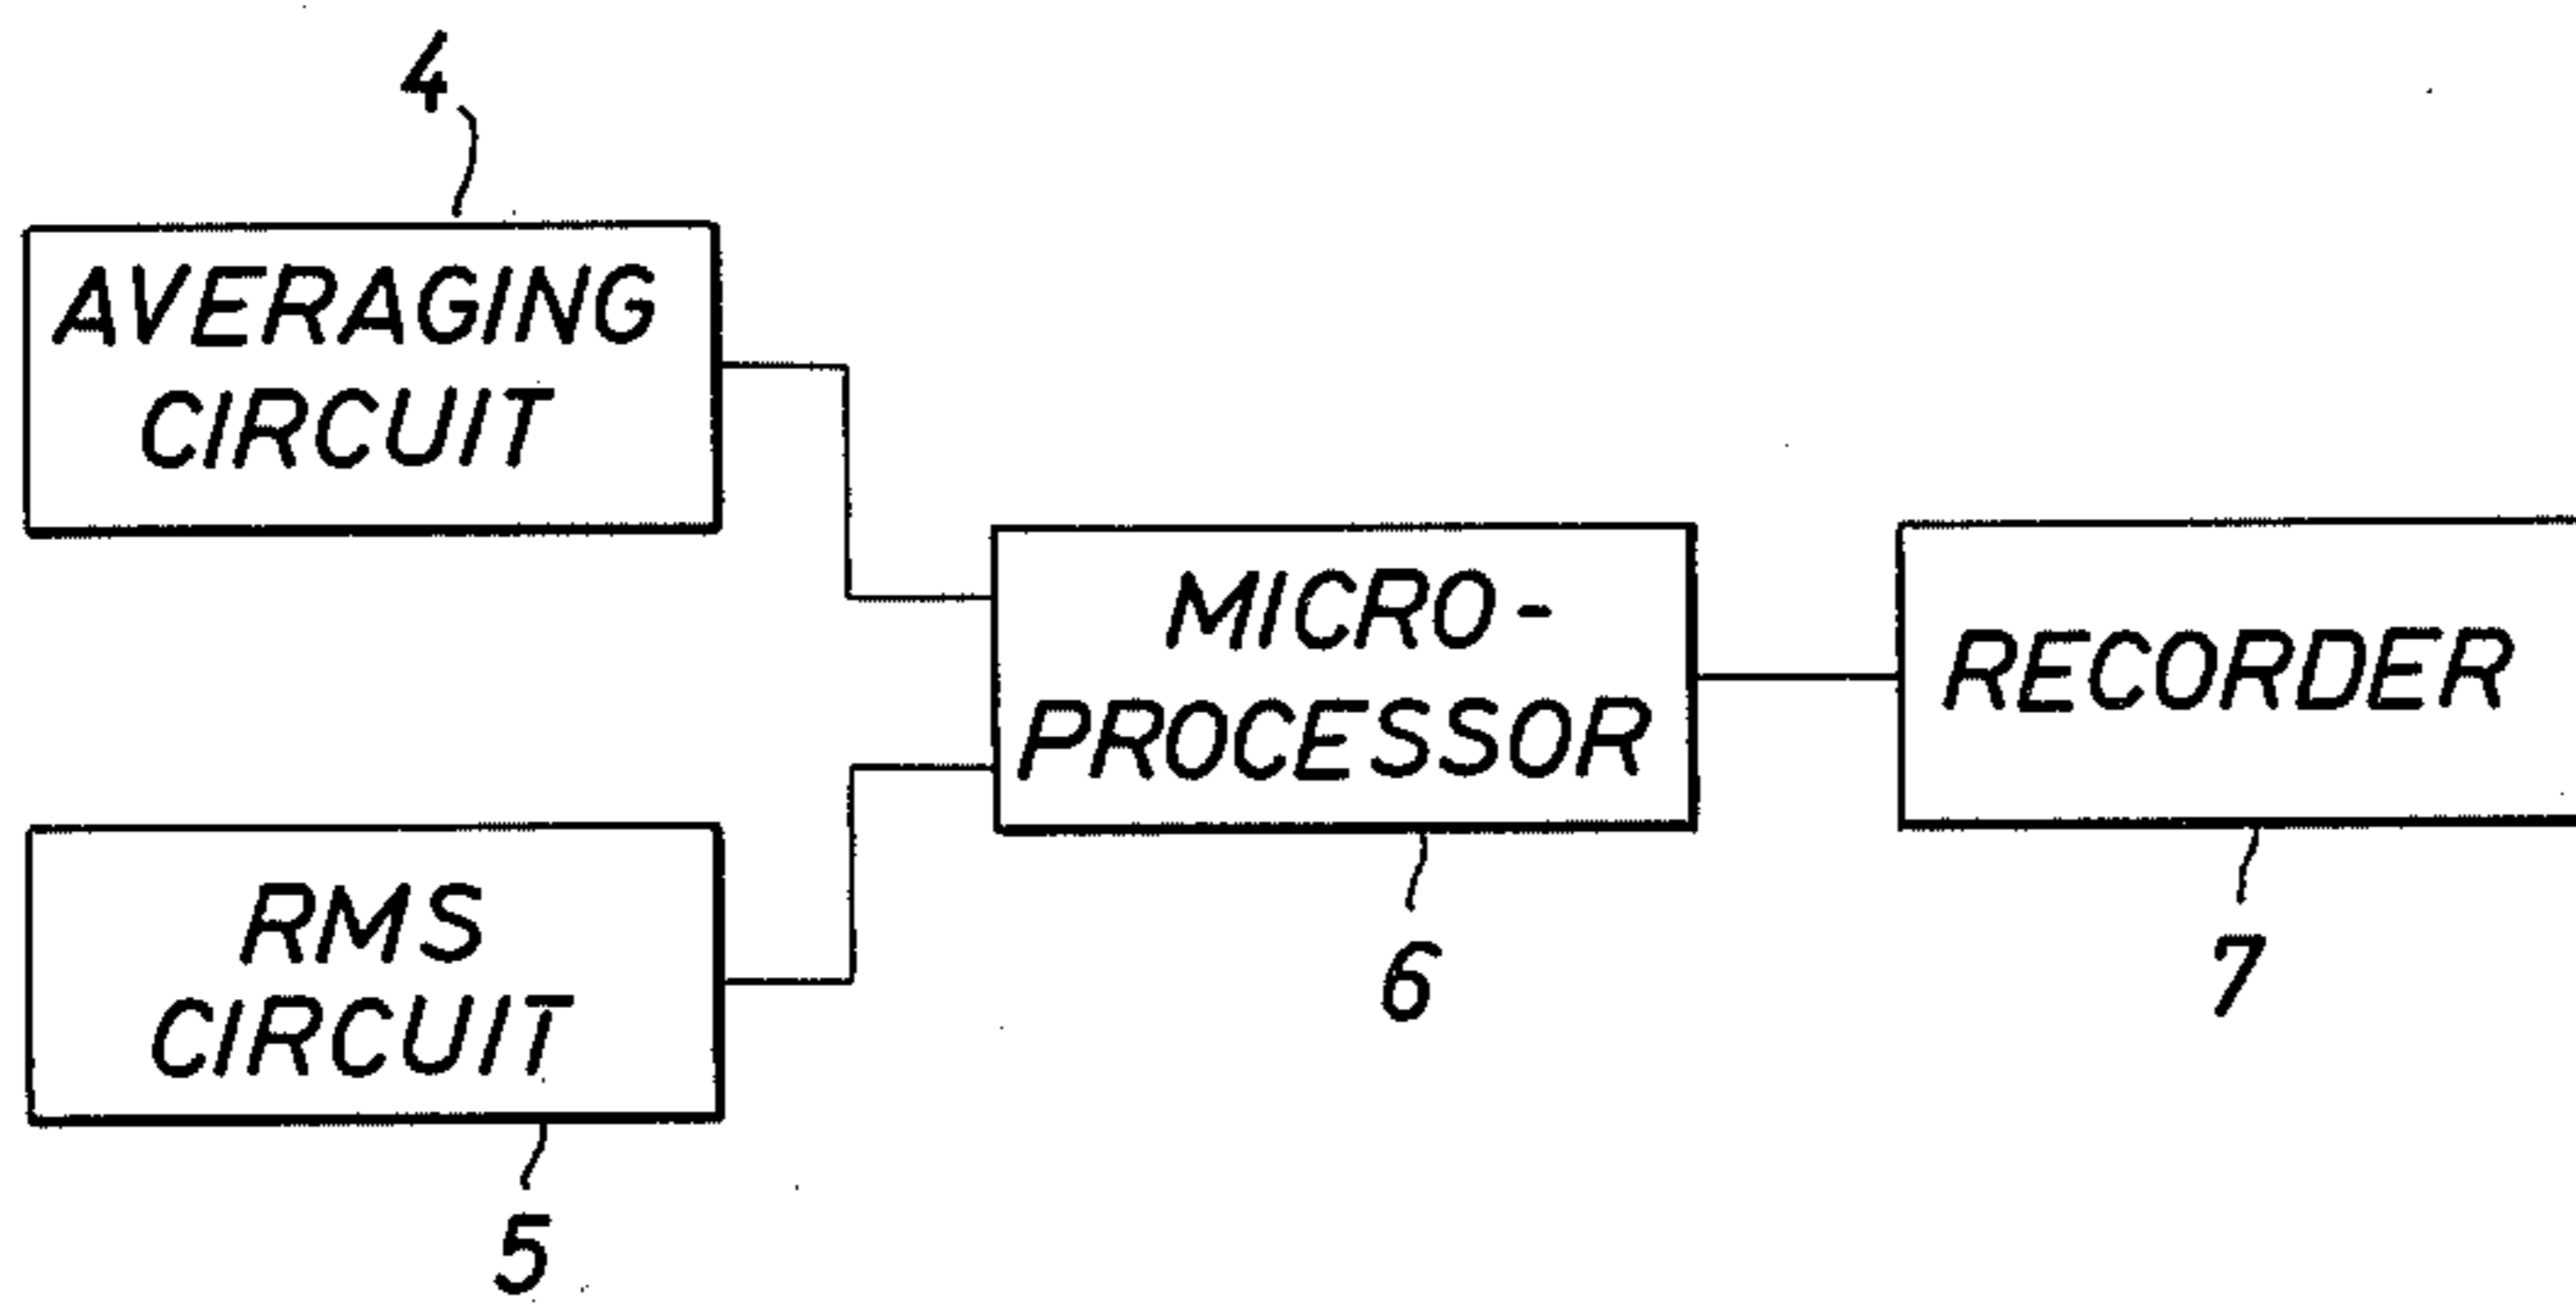 4
AVERAGING
CIRCUIT
MICRO-
PROCESSOR
RECORDER
RMS
CIRCUIT
6
7
5